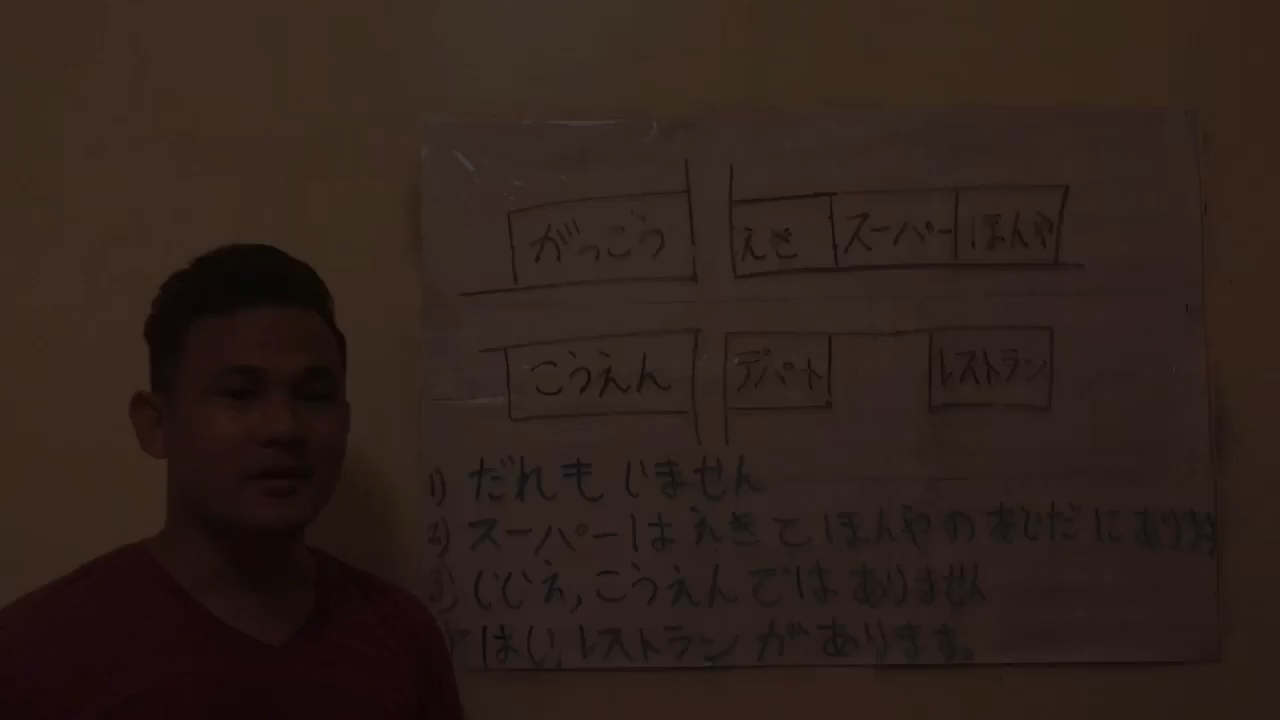 がっこう えき スーパー ほんや
こうえん デパート レストラン
1) だれも いません
2) スーパーは えきと ほんやの あいだに あります
3) いいえ, こうえんでは ありません
はい, レストランが あります。